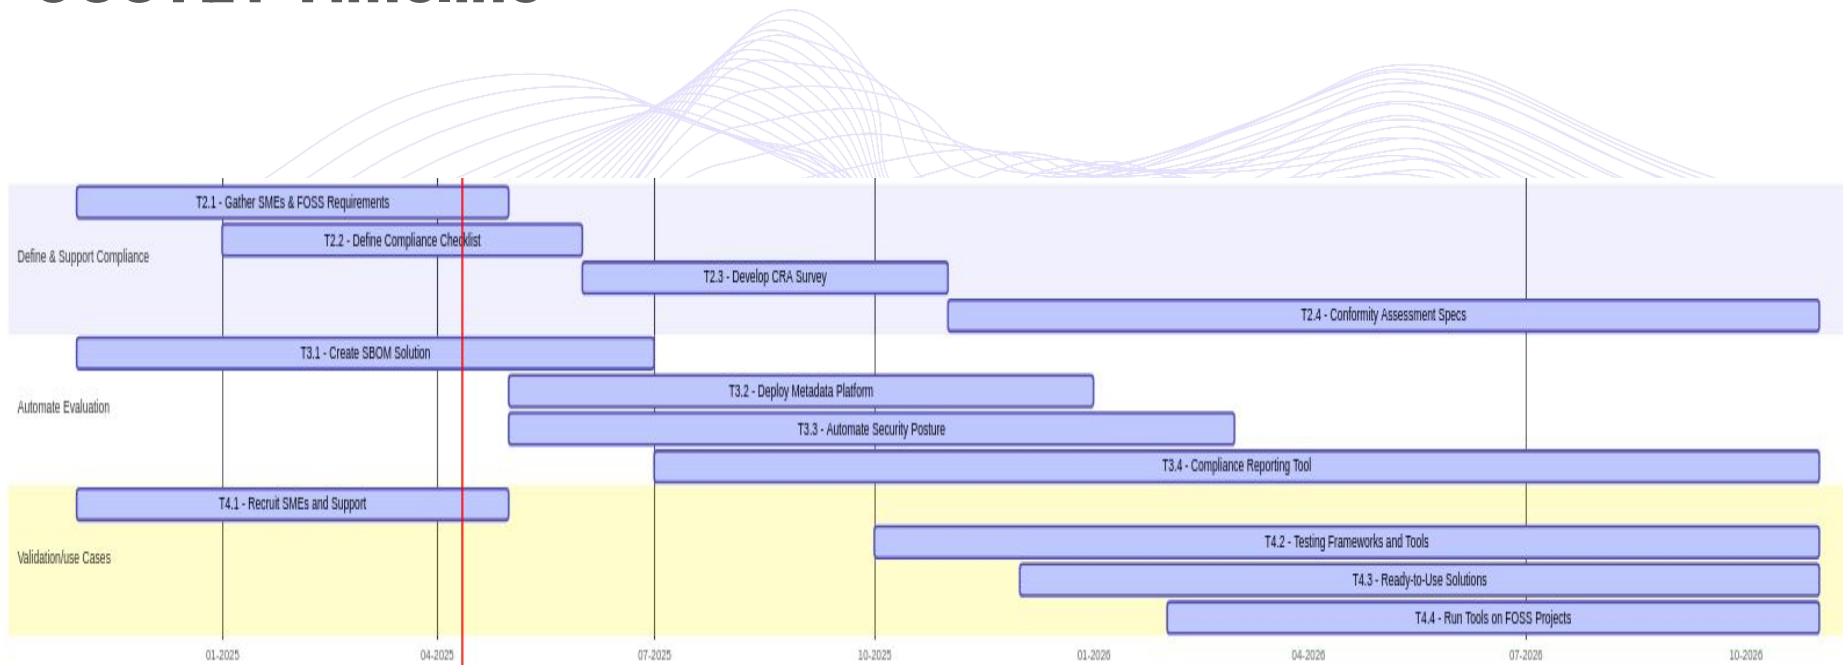 Timeline
T2.1 - Gather SMEs & FOSS Requirements
T2.2 - Define Compliance Checklist
Define & Support Compliance
T2.3 - Develop CRA Survey
T2.4 - Conformity Assessment Specs
T3.1 - Create SBOM Solution
T3.2 - Deploy Metadata Platform
Automate Evaluation
T3.3 - Automate Security Posture
T3.4 - Compliance Reporting Tool
T4.1 - Recruit SMEs and Support
T4.2 - Testing Frameworks and Tools
Validation/use Cases
T4.3 - Ready-to-Use Solutions
T4.4 - Run Tools on FOSS Projects
01-2025 04-2025 07-2025 10-2025 01-2026 04-2026 07-2026 10-2026